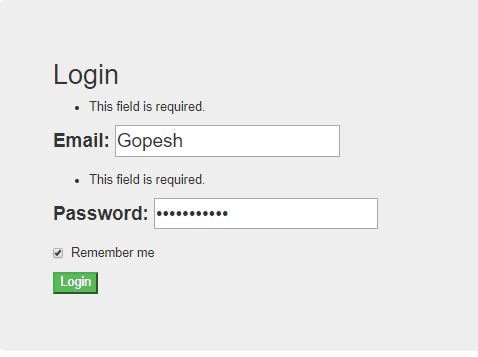 Login
• This field is required.
Email: Gopesh
• This field is required.
Password: •••••••••••
Remember me
Login